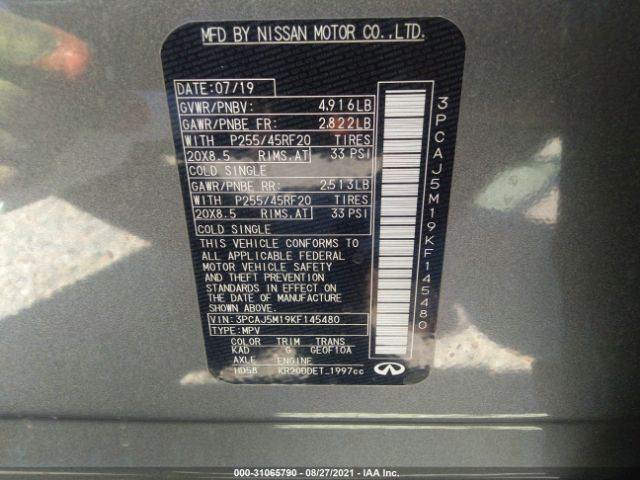 MFD BY NISSAN MOTOR CO.,LTD.
DATE:07/19
GVWR/PNBV: 4,916LB
GAWR/PNBE FR: 2,822LB
WITH P255/45RF20 TIRES
20X8.5 RIMS,AT 33 PSI
COLD SINGLE
GAWR/PNBE RR: 2,513LB
WITH P255/45RF20 TIRES
20X8.5 RIMS,AT 33 PSI
COLD SINGLE
THIS VEHICLE CONFORMS TO
ALL APPLICABLE FEDERAL
MOTOR VEHICLE SAFETY
AND THEFT PREVENTION
STANDARDS IN EFFECT ON
THE DATE OF MANUFACTURE
SHOWN ABOVE.
VIN:3PCAJ5M19KF145480
TYPE:MPV
COLOR TRIM TRANS
KAD G GE0F10A
AXLE ENGINE
HD58 KR20DDET_1997cc
3PCAJ5M19KF145480
000-31065790 - 08/27/2021 - IAA Inc.